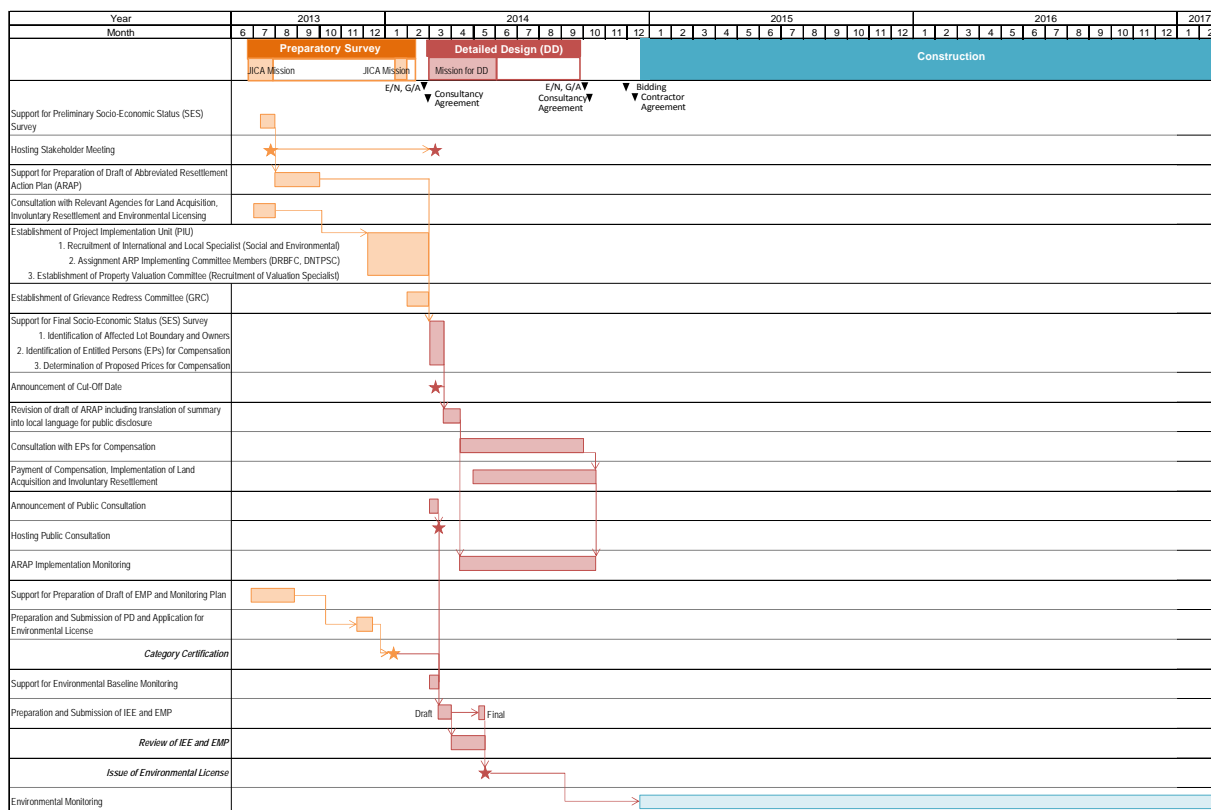 Year 2013 2014 2015 2016 2017
Month 6 7 8 9 10 11 12 1 2 3 4 5 6 7 8 9 10 11 12 1 2 3 4 5 6 7 8 9 10 11 12 1 2 3 4 5 6 7 8 9 10 11 12 1 2
Preparatory Survey Detailed Design (DD) Construction
JICA Mission JICA Mission Mission for DD
E/N, G/A Consultancy Agreement E/N, G/A Consultancy Agreement Bidding Contractor Agreement
Support for Preliminary Socio-Economic Status (SES)
Survey
Hosting Stakeholder Meeting
Support for Preparation of Draft of Abbreviated Resettlement
Action Plan (ARAP)
Consultation with Relevant Agencies for Land Acquisition,
Involuntary Resettlement and Environmental Licensing
Establishment of Project Implementation Unit (PIU)
1. Recruitment of International and Local Specialist (Social and Environmental)
2. Assignment ARP Implementing Committee Members (DRBFC, DNTPSC)
3. Establishment of Property Valuation Committee (Recruitment of Valuation Specialist)
Establishment of Grievance Redress Committee (GRC)
Support for Final Socio-Economic Status (SES) Survey
1. Identification of Affected Lot Boundary and Owners
2. Identification of Entitled Persons (EPs) for Compensation
3. Determination of Proposed Prices for Compensation
Announcement of Cut-Off Date
Revision of draft of ARAP including translation of summary
into local language for public disclosure
Consultation with EPs for Compensation
Payment of Compensation, Implementation of Land
Acquisition and Involuntary Resettlement
Announcement of Public Consultation
Hosting Public Consultation
ARAP Implementation Monitoring
Support for Preparation of Draft of EMP and Monitoring Plan
Preparation and Submission of PD and Application for
Environmental License
Category Certification
Support for Environmental Baseline Monitoring
Preparation and Submission of IEE and EMP Draft Final
Review of IEE and EMP
Issue of Environmental License
Environmental Monitoring